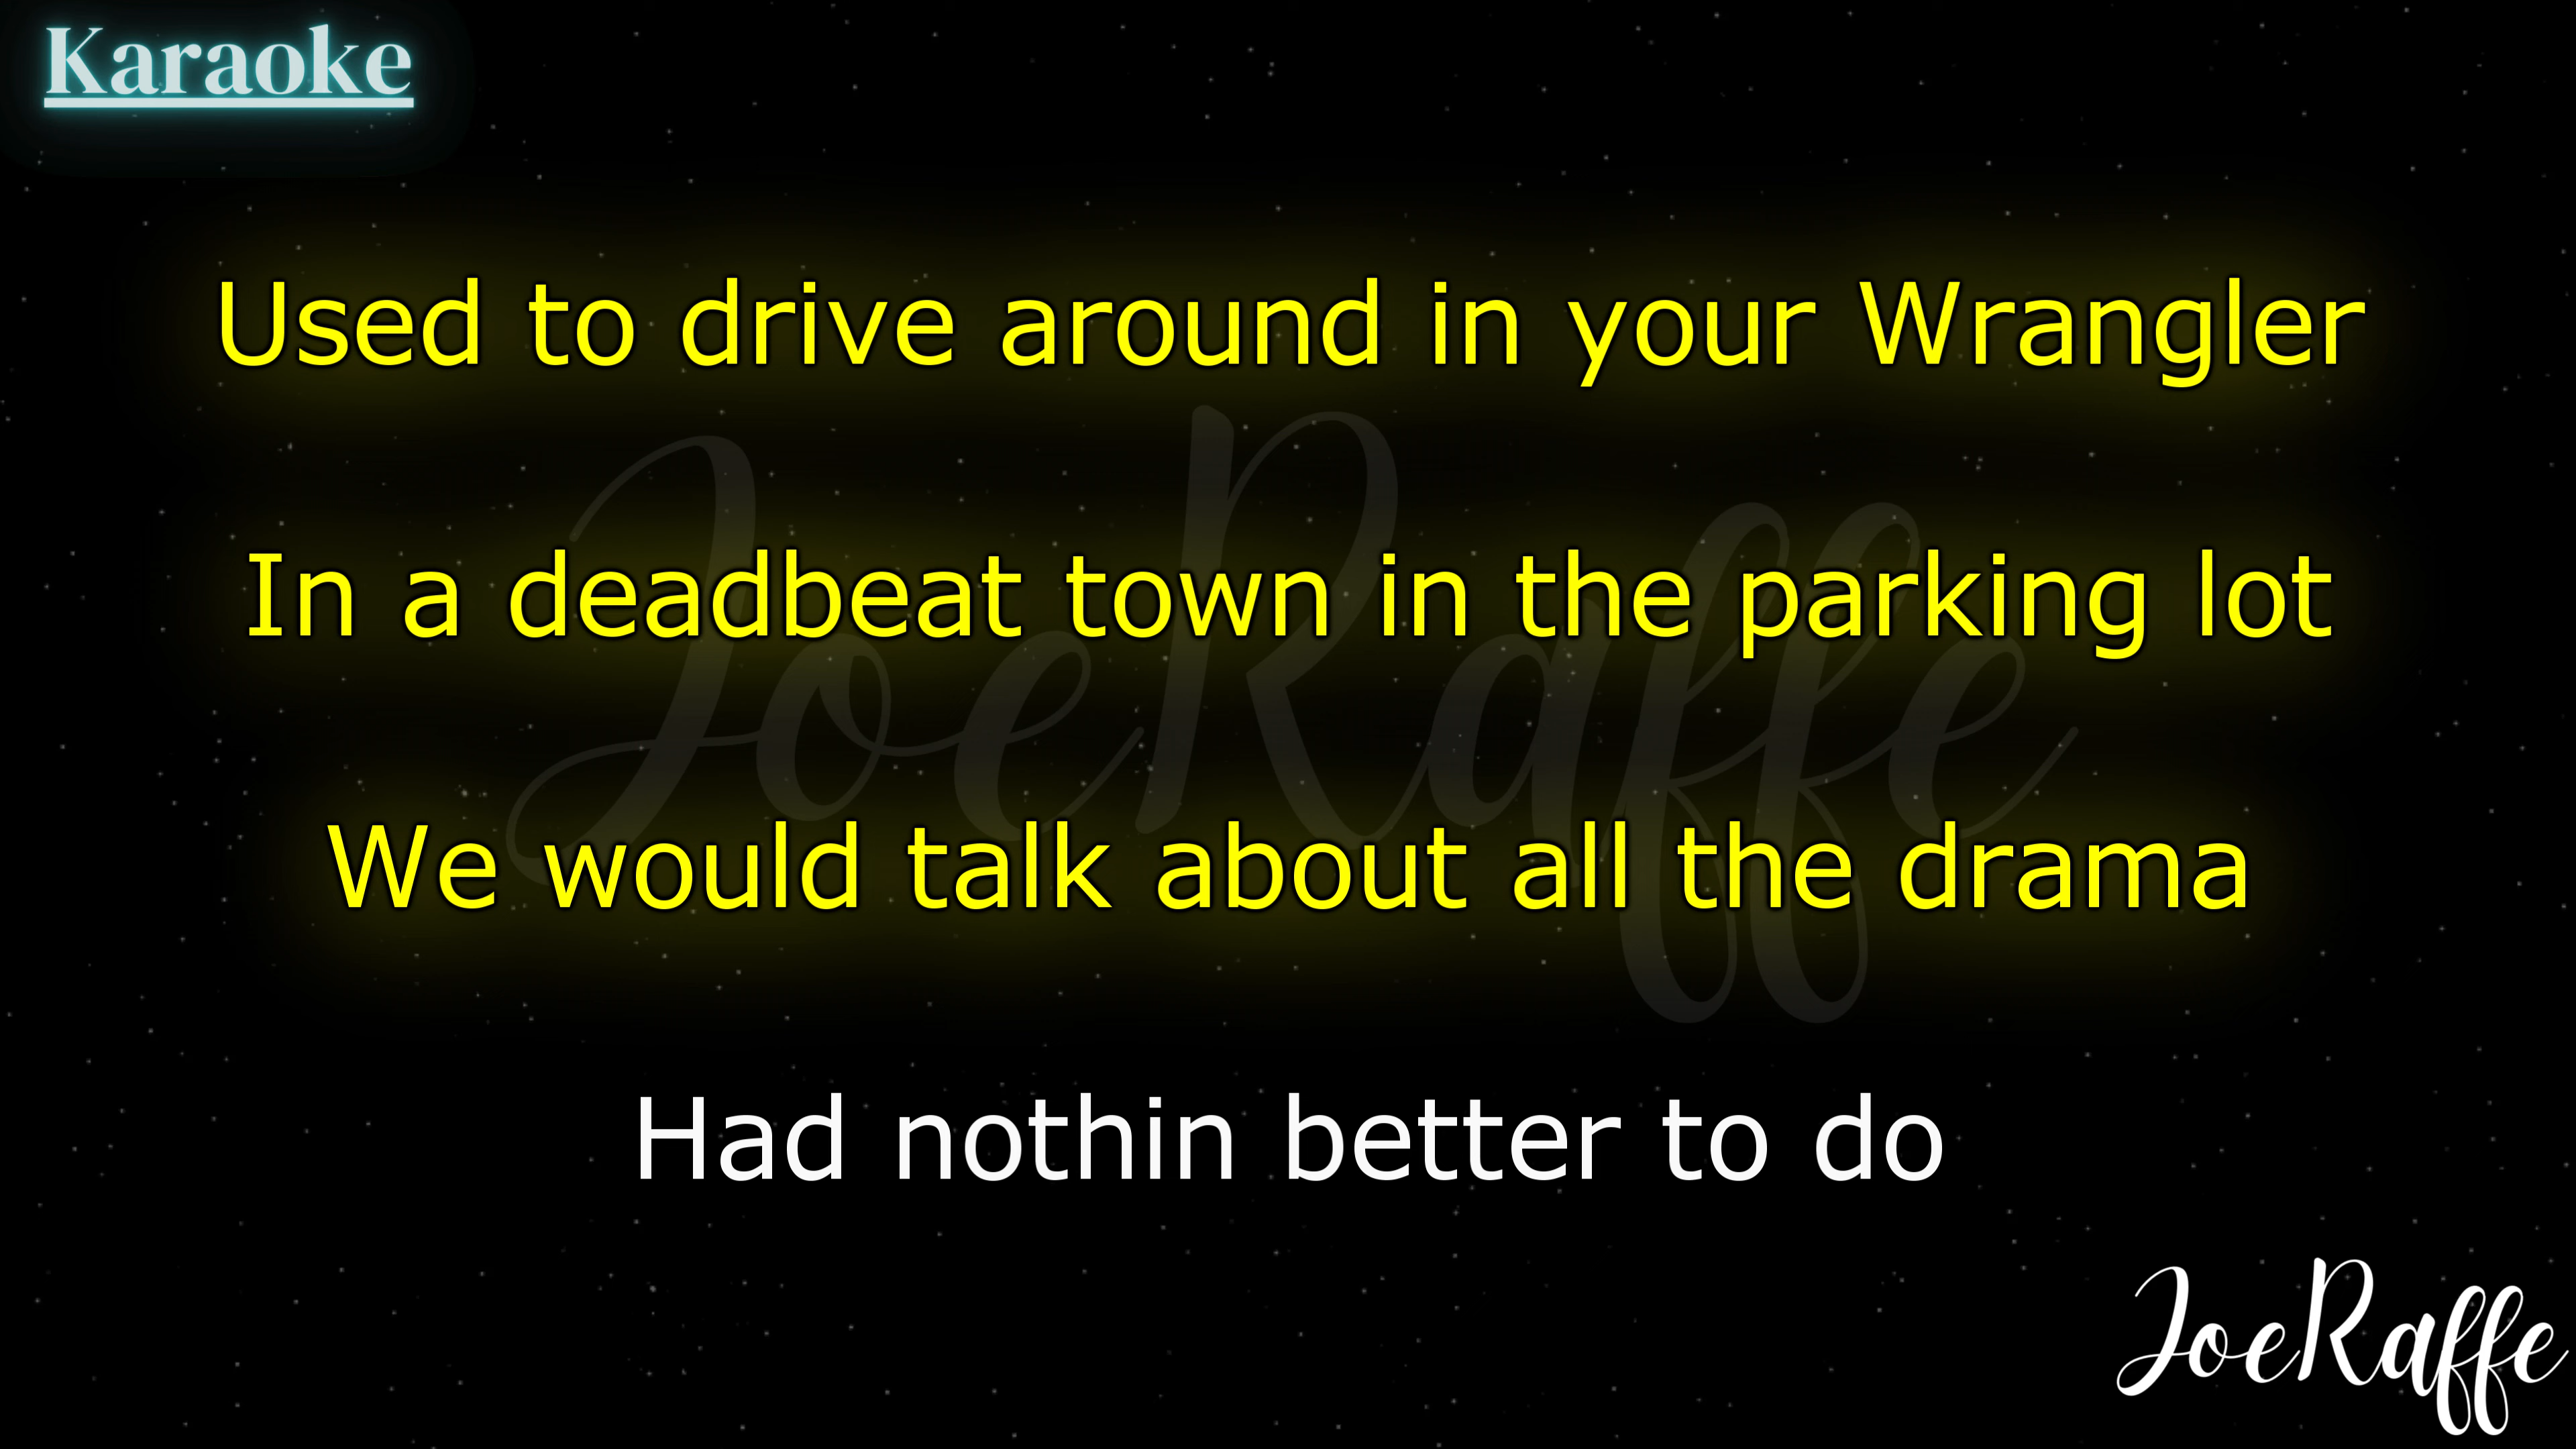 Karaoke
Used to drive around in your Wrangler
In a deadbeat town in the parking lot
We would talk about all the drama
Had nothin better to do
JoeRaffe
JoeRaffe